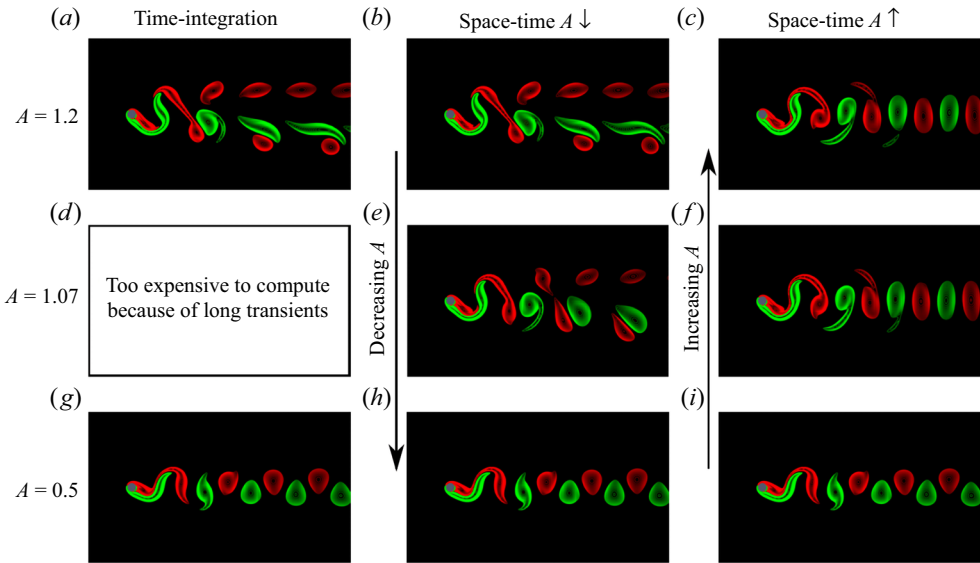 (a) Time-integration (b) Space-time A ↓ (c) Space-time A ↑
A = 1.2
(d) (e) (f)
A = 1.07
Too expensive to compute
because of long transients
Decreasing A
Increasing A
(g) (h) (i)
A = 0.5